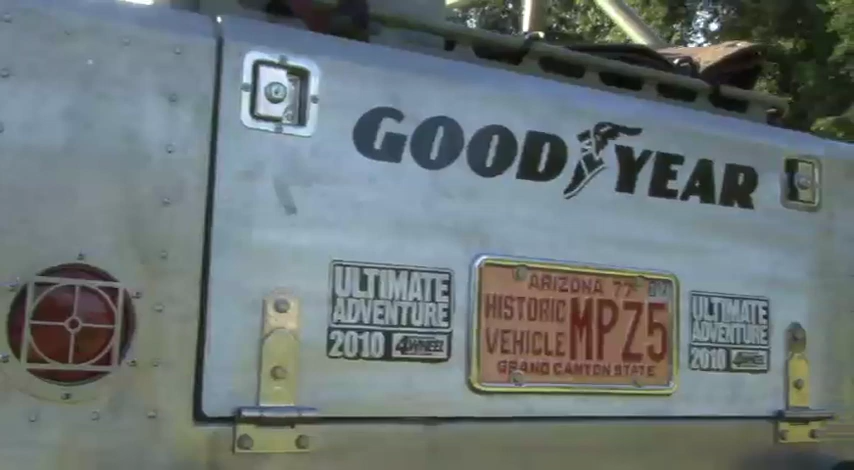 GOODYEAR
ULTIMATE
ADVENTURE
2010 4WHEEL
ARIZONA 77
HISTORIC
VEHICLE MPZ5
GRAND CANYON STATE
ULTIMATE
ADVENTURE
2010 4WHEEL